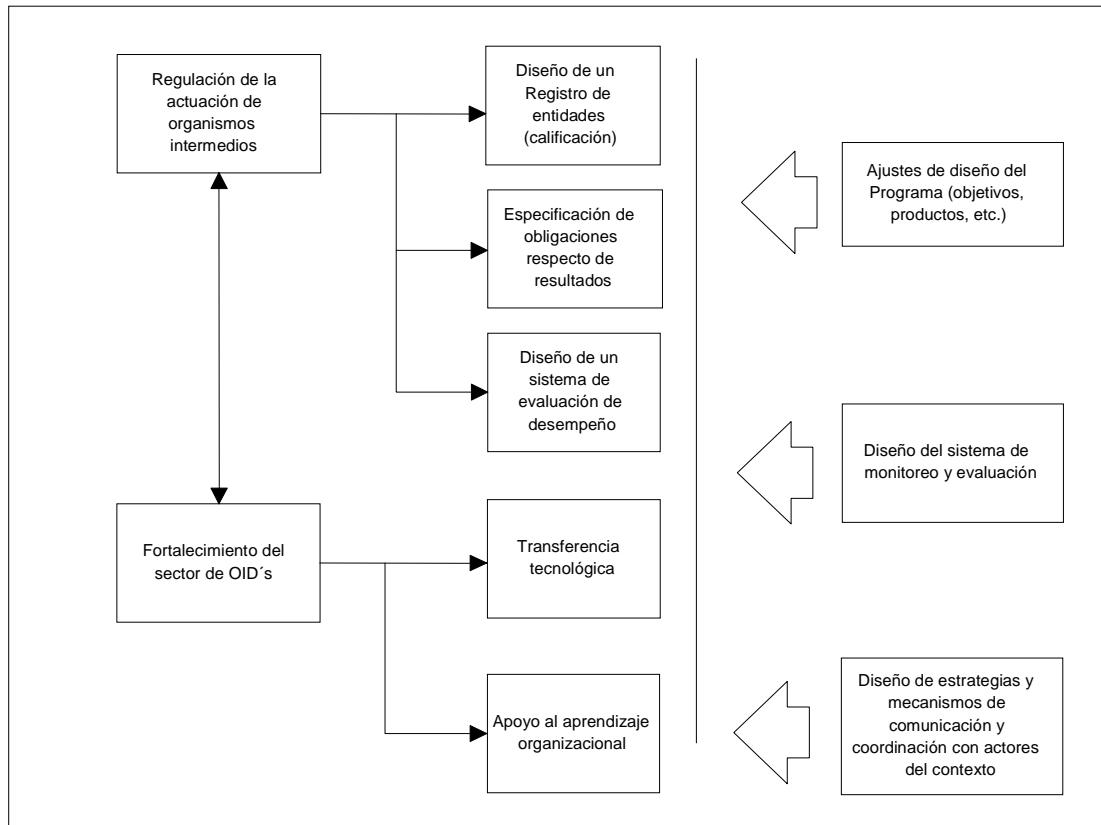 Regulación de la
actuación de
organismos
intermedios
Diseño de un
Registro de
entidades
(calificación)
Especificación de
obligaciones
respecto de
resultados
Diseño de un
sistema de
evaluación de
desempeño
Fortalecimiento del
sector de OID´s
Transferencia
tecnológica
Apoyo al aprendizaje
organizacional
Ajustes de diseño del
Programa (objetivos,
productos, etc.)
Diseño del sistema de
monitoreo y evaluación
Diseño de estrategias y
mecanismos de
comunicación y
coordinación con actores
del contexto